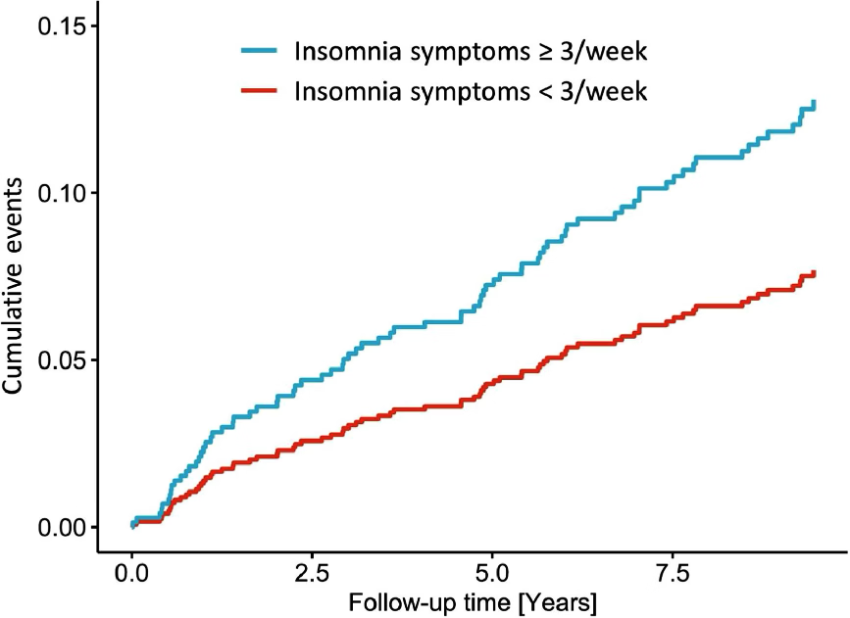 0.15
Insomnia symptoms ≥ 3/week
Insomnia symptoms < 3/week
0.10
Cumulative events
0.05
0.00
0.0 2.5 5.0 7.5
Follow-up time [Years]